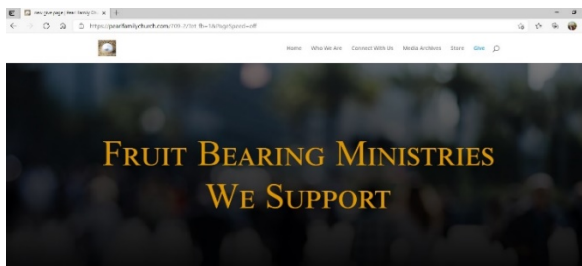 Home Who We Are Connect With Us Media Archives Store Give
FRUIT BEARING MINISTRIES
WE SUPPORT